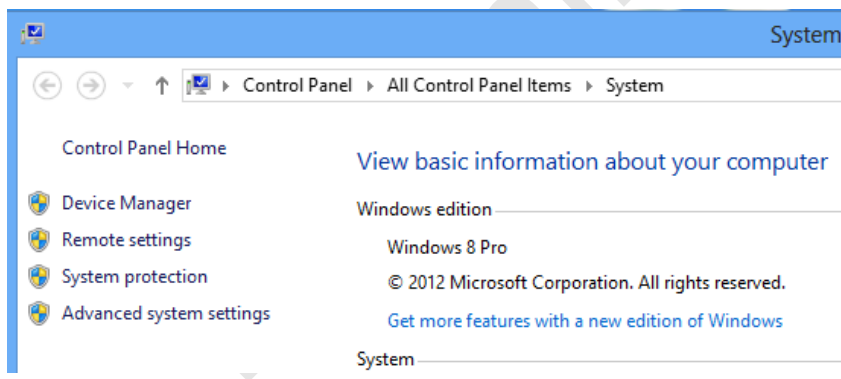 System
Control Panel ▸ All Control Panel Items ▸ System
Control Panel Home
Device Manager
Remote settings
System protection
Advanced system settings
View basic information about your computer
Windows edition
Windows 8 Pro
© 2012 Microsoft Corporation. All rights reserved.
Get more features with a new edition of Windows
System